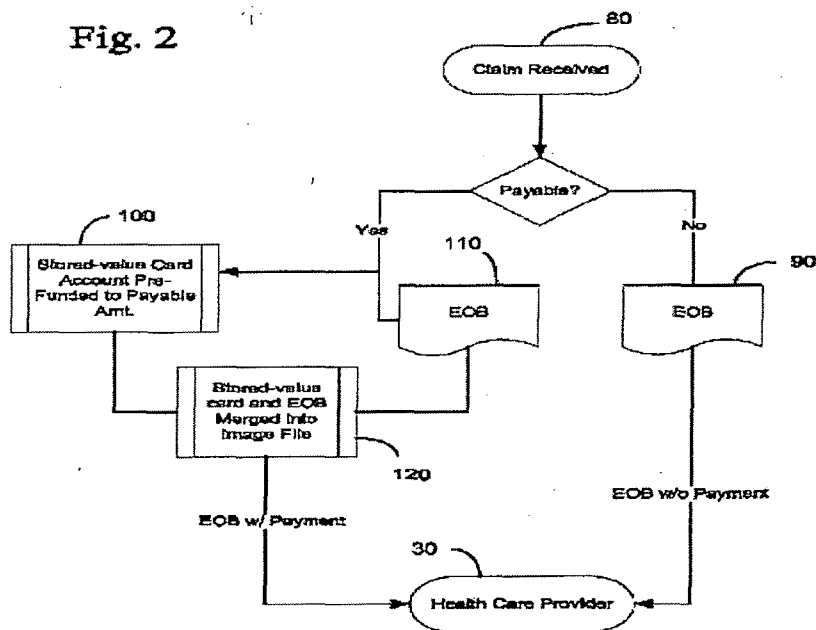 Fig. 2
80
Claim Received
Payable?
Yes
No
100
Stored-value Card
Account Pre-
Funded to Payable
Amt.
110
EOB
90
EOB
Stored-value
card and EOB
Merged Into
Image File
120
EOB w/ Payment
EOB w/o Payment
30
Health Care Provider